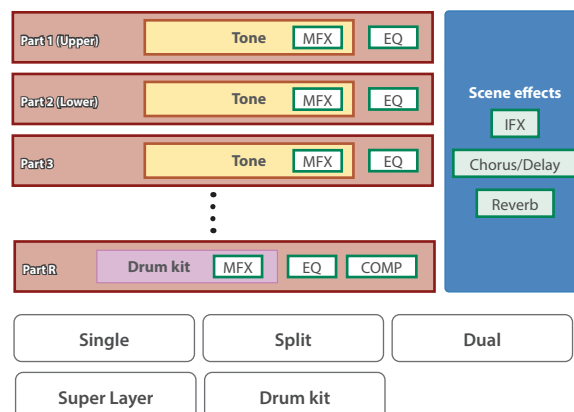 Part 1 (Upper) Tone MFX EQ
Part 2 (Lower) Tone MFX EQ
Part 3 Tone MFX EQ
Part R Drum kit MFX EQ COMP
Scene effects
IFX
Chorus/Delay
Reverb
Single Split Dual
Super Layer Drum kit